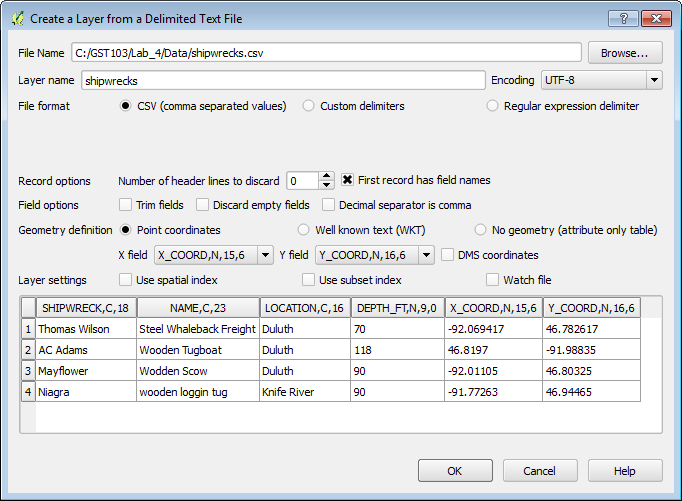 Create a Layer from a Delimited Text File
File Name C:/GST103/Lab_4/Data/shipwrecks.csv Browse...
Layer name shipwrecks Encoding UTF-8
File format CSV (comma separated values) Custom delimiters Regular expression delimiter
Record options Number of header lines to discard 0 First record has field names
Field options Trim fields Discard empty fields Decimal separator is comma
Geometry definition Point coordinates Well known text (WKT) No geometry (attribute only table)
X field X_COORD,N,15,6 Y field Y_COORD,N,16,6 DMS coordinates
Layer settings Use spatial index Use subset index Watch file
SHIPWRECK,C,18 NAME,C,23 LOCATION,C,16 DEPTH_FT,N,9,0 X_COORD,N,15,6 Y_COORD,N,16,6
1 Thomas Wilson Steel Whaleback Freight Duluth 70 -92.069417 46.782617
2 AC Adams Wooden Tugboat Duluth 118 46.8197 -91.98835
3 Mayflower Wodden Scow Duluth 90 -92.01105 46.80325
4 Niagra wooden loggin tug Knife River 90 -91.77263 46.94465
OK Cancel Help